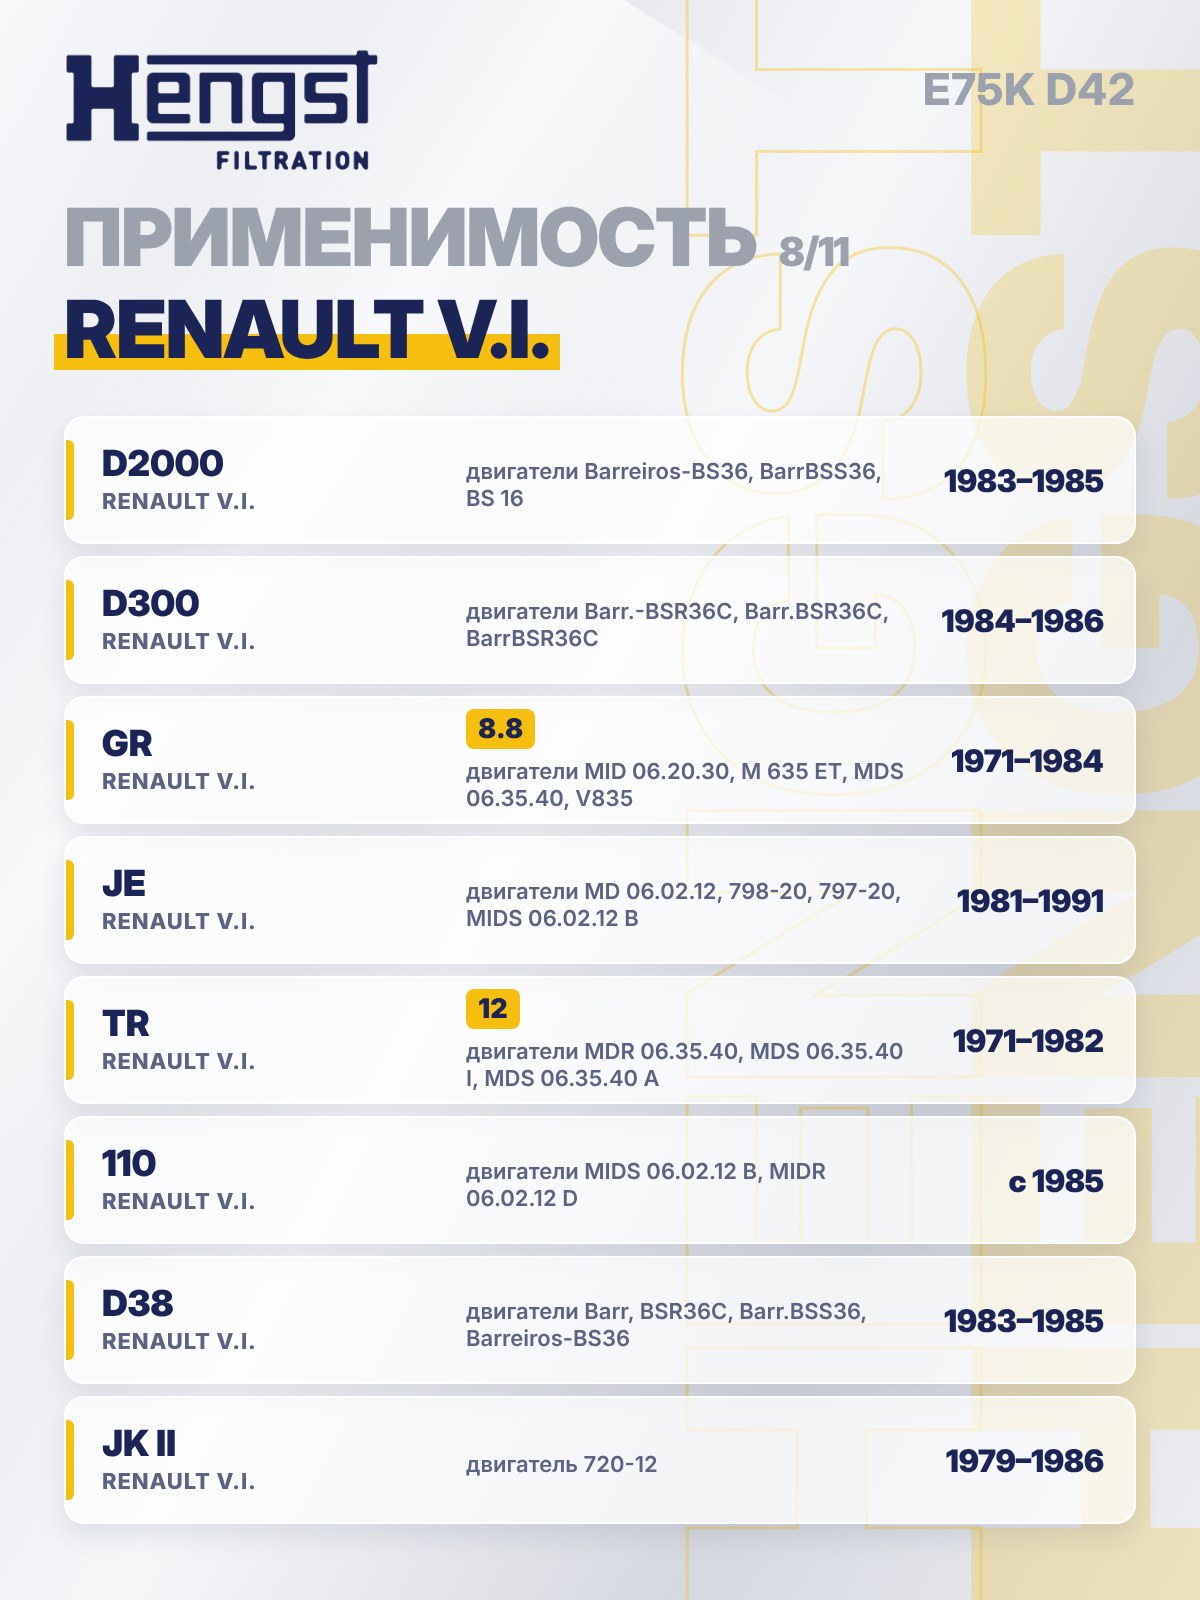 Hengst
FILTRATION
E75K D42
ПРИМЕНИМОСТЬ 8/11
RENAULT V.I.
D2000
RENAULT V.I.
двигатели Barreiros-BS36, BarrBSS36,
BS 16
1983–1985
D300
RENAULT V.I.
двигатели Barr.-BSR36C, Barr.BSR36C,
BarrBSR36C
1984–1986
GR
RENAULT V.I.
8.8
двигатели MID 06.20.30, M 635 ET, MDS
06.35.40, V835
1971–1984
JE
RENAULT V.I.
двигатели MD 06.02.12, 798-20, 797-20,
MIDS 06.02.12 B
1981–1991
TR
RENAULT V.I.
12
двигатели MDR 06.35.40, MDS 06.35.40
I, MDS 06.35.40 A
1971–1982
110
RENAULT V.I.
двигатели MIDS 06.02.12 B, MIDR
06.02.12 D
с 1985
D38
RENAULT V.I.
двигатели Barr, BSR36C, Barr.BSS36,
Barreiros-BS36
1983–1985
JK II
RENAULT V.I.
двигатель 720-12
1979–1986
HENGST
HENGST